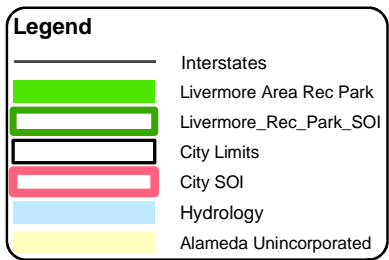 Legend
Interstates
Livermore Area Rec Park
Livermore_Rec_Park_SOI
City Limits
City SOI
Hydrology
Alameda Unincorporated